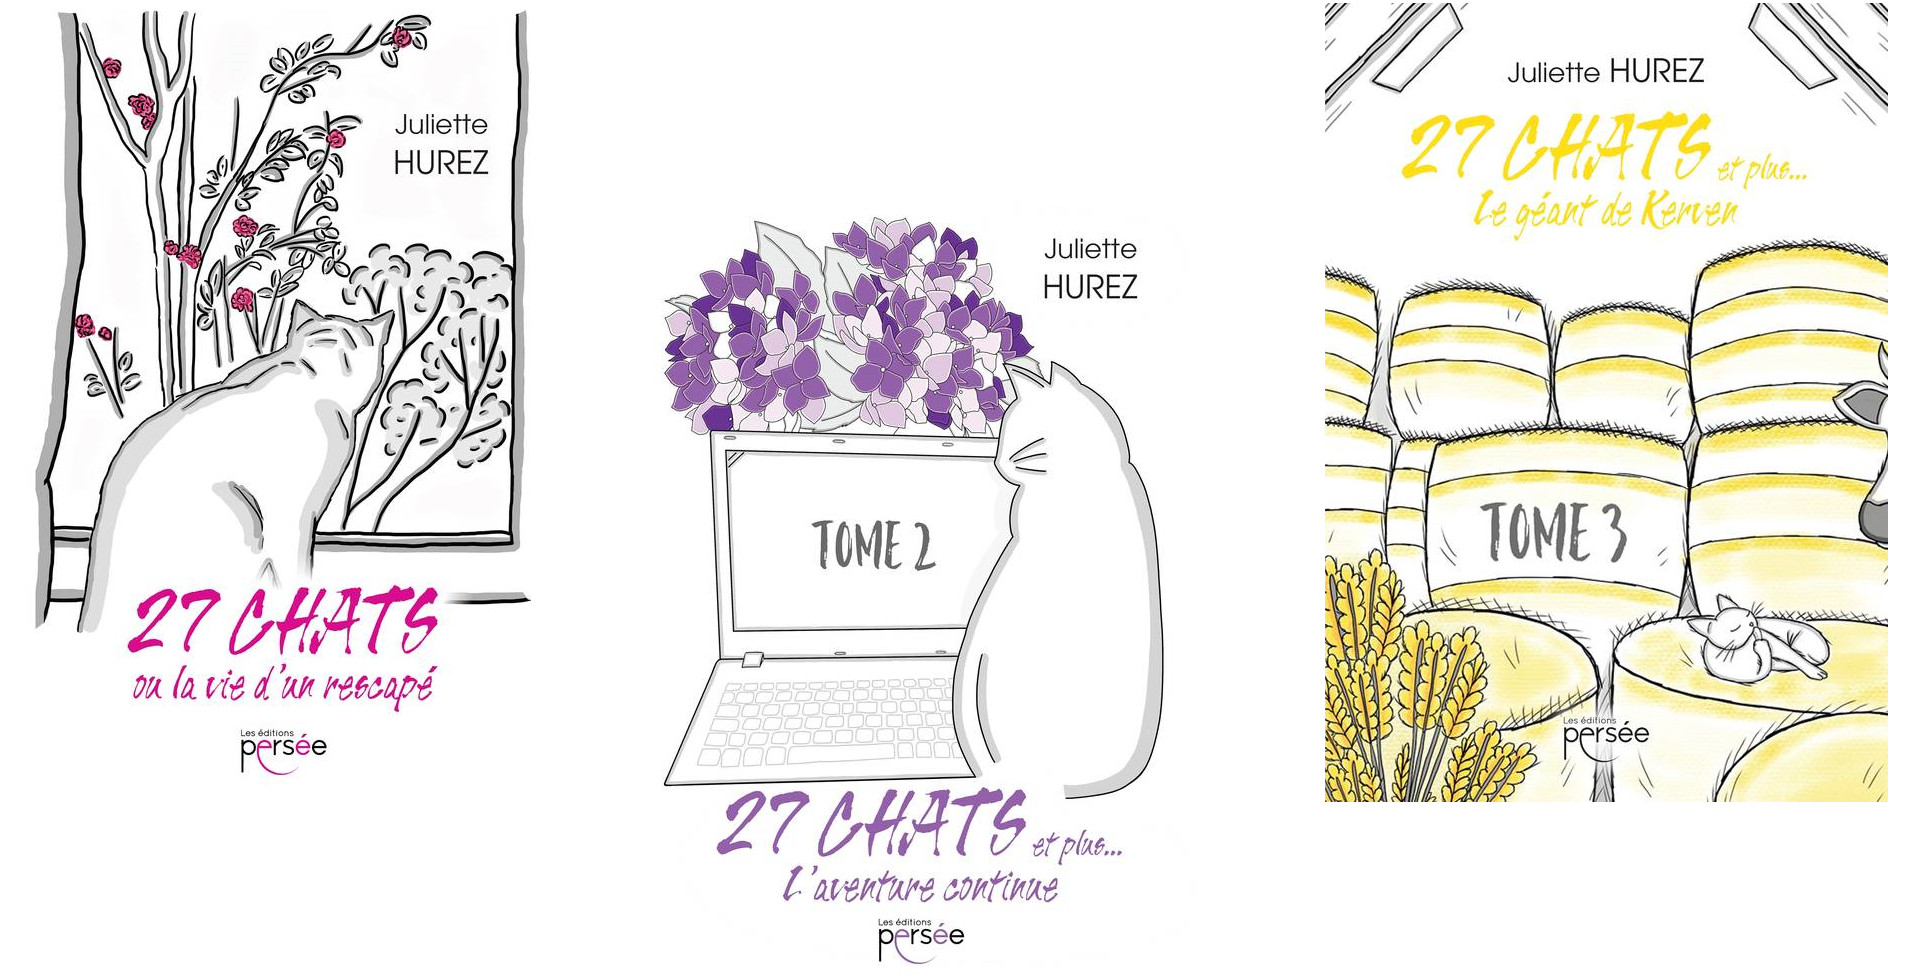 Juliette
HUREZ
27 CHATS
ou la vie d'un rescapé
Les éditions
persée
Juliette
HUREZ
TOME 2
27 CHATS et plus...
L'aventure continue
Les éditions
persée
Juliette HUREZ
27 CHATS et plus...
Le géant de Kerven
TOME 3
Les éditions
persée